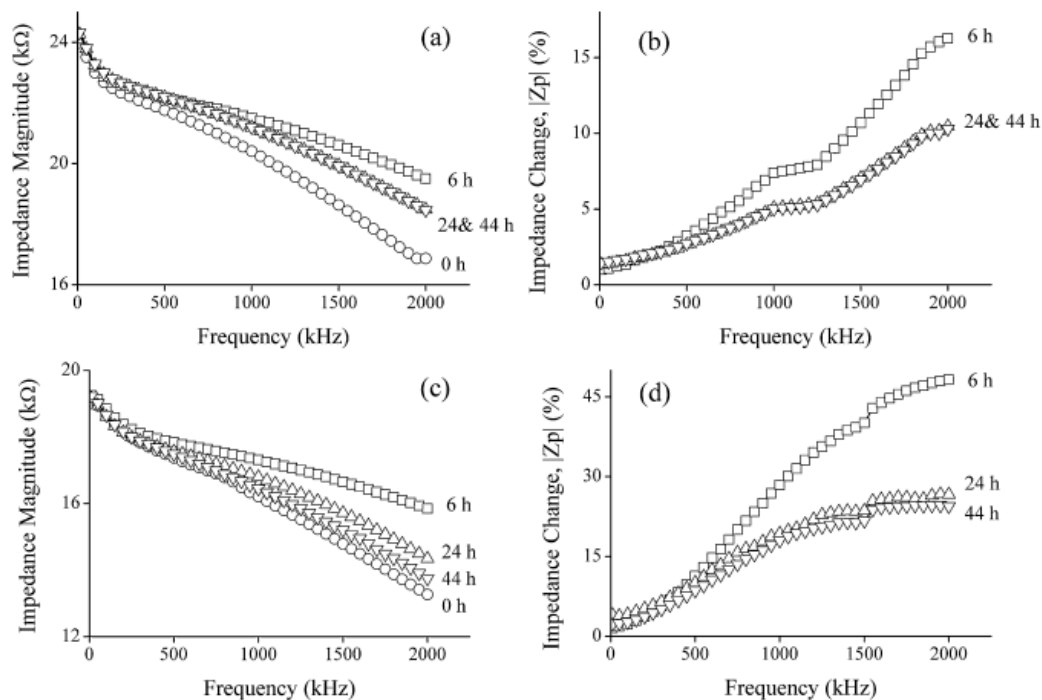 (a)
Impedance Magnitude (kΩ)
24
20
16
6 h
24& 44 h
0 h
0 500 1000 1500 2000
Frequency (kHz)
(b)
Impedance Change, |Zp| (%)
15
10
5
0
6 h
24& 44 h
0 500 1000 1500 2000
Frequency (kHz)
(c)
Impedance Magnitude (kΩ)
20
16
12
6 h
24 h
44 h
0 h
0 500 1000 1500 2000
Frequency (kHz)
(d)
Impedance Change, |Zp| (%)
45
30
15
0
6 h
24 h
44 h
0 500 1000 1500 2000
Frequency (kHz)